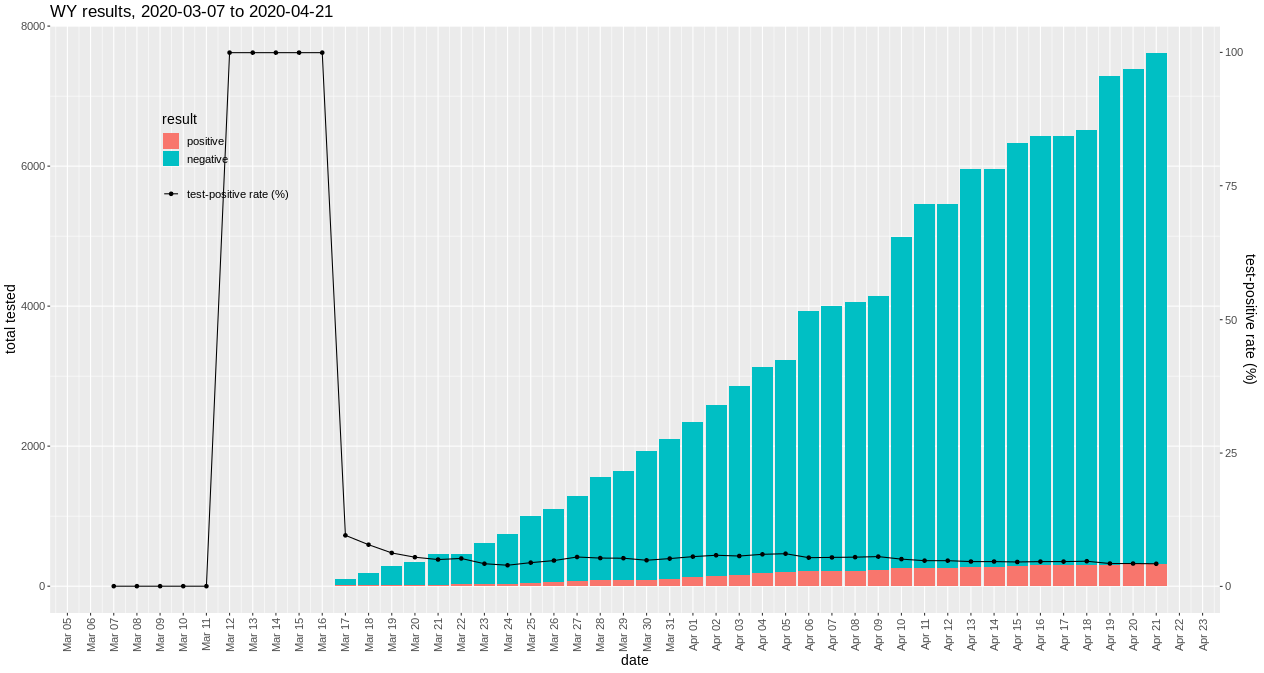 WY results, 2020-03-07 to 2020-04-21
8000
6000
4000
2000
0
total tested
result
positive
negative
test-positive rate (%)
100
75
50
25
0
test-positive rate (%)
Mar 05
Mar 06
Mar 07
Mar 08
Mar 09
Mar 10
Mar 11
Mar 12
Mar 13
Mar 14
Mar 15
Mar 16
Mar 17
Mar 18
Mar 19
Mar 20
Mar 21
Mar 22
Mar 23
Mar 24
Mar 25
Mar 26
Mar 27
Mar 28
Mar 29
Mar 30
Mar 31
Apr 01
Apr 02
Apr 03
Apr 04
Apr 05
Apr 06
Apr 07
Apr 08
Apr 09
Apr 10
Apr 11
Apr 12
Apr 13
Apr 14
Apr 15
Apr 16
Apr 17
Apr 18
Apr 19
Apr 20
Apr 21
Apr 22
Apr 23
date